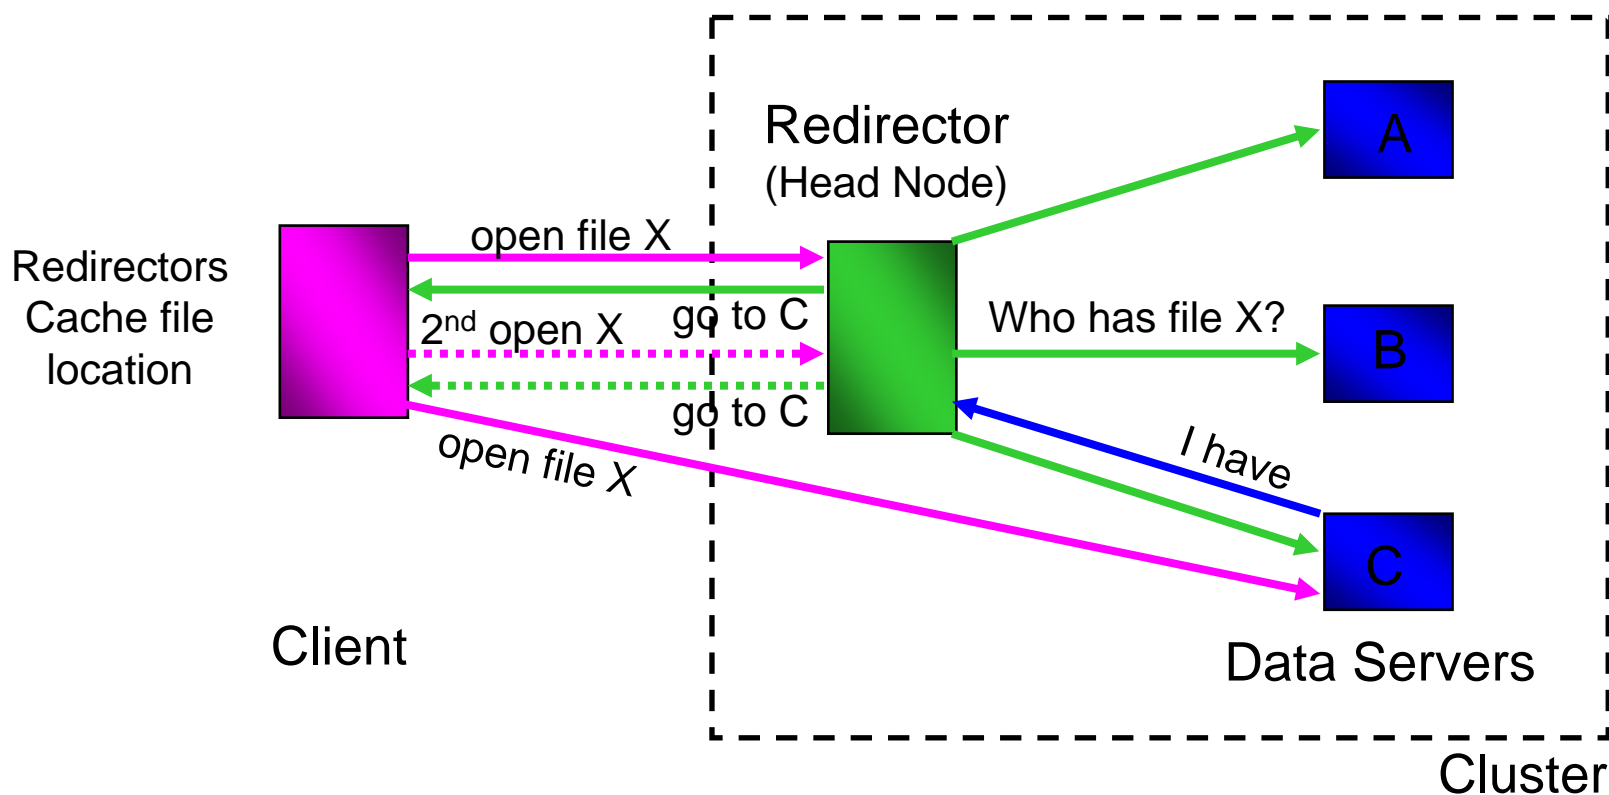 Redirector
(Head Node)
A
open file X
Redirectors
Cache file
location
go to C
2nd open X
Who has file X?
B
go to C
open file X
I have
C
Client
Data Servers
Cluster